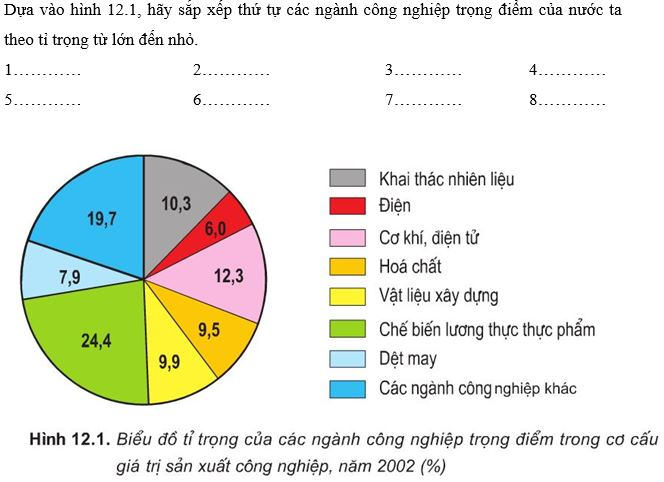 Dựa vào hình 12.1, hãy sắp xếp thứ tự các ngành công nghiệp trọng điểm của nước ta
theo tỉ trọng từ lớn đến nhỏ.
1………… 2………… 3………… 4…………
5………… 6………… 7………… 8…………
19,7
10,3
6,0
12,3
9,5
9,9
24,4
7,9
Khai thác nhiên liệu
Điện
Cơ khí, điện tử
Hoá chất
Vật liệu xây dựng
Chế biến lương thực thực phẩm
Dệt may
Các ngành công nghiệp khác
Hình 12.1. Biểu đồ tỉ trọng của các ngành công nghiệp trọng điểm trong cơ cấu
giá trị sản xuất công nghiệp, năm 2002 (%)